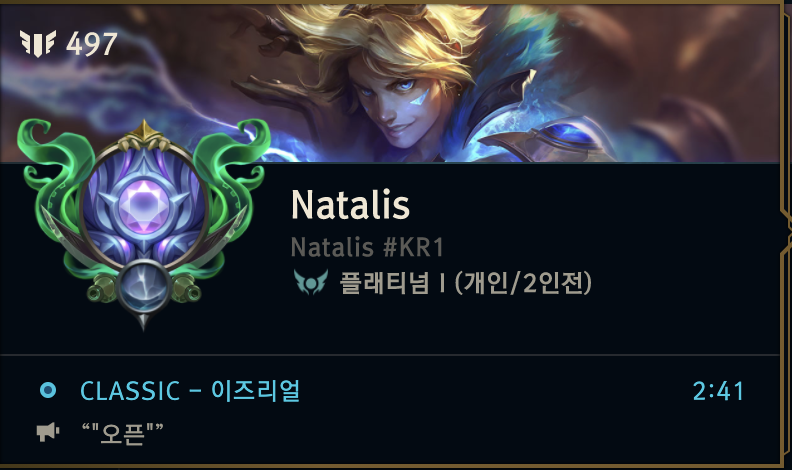 497
Natalis
Natalis #KR1
플래티넘 I (개인/2인전)
CLASSIC - 이즈리얼 2:41
“"오픈"”